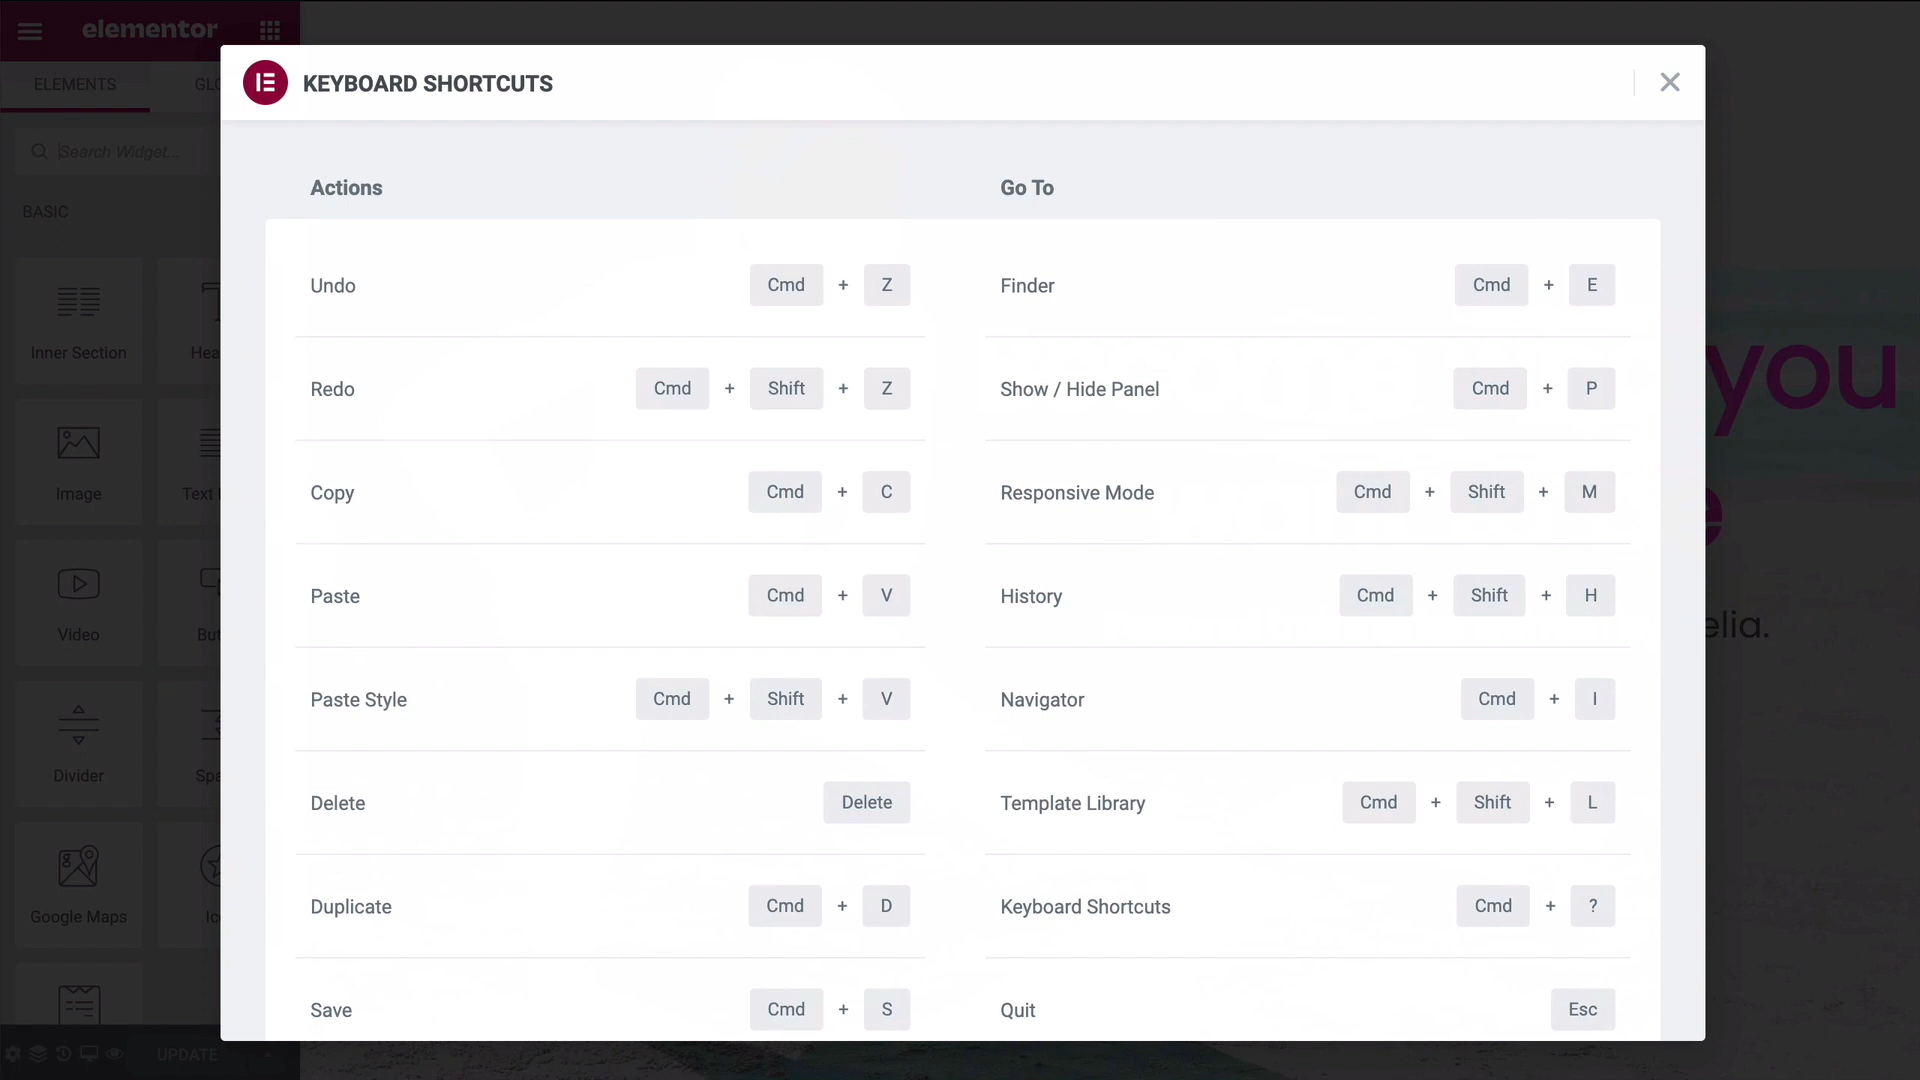 elementor
KEYBOARD SHORTCUTS
ELEMENTS
Search Widget...
BASIC
Actions
Go To
Undo Cmd + Z
Finder Cmd + E
Inner Section
Redo Cmd + Shift + Z
Show / Hide Panel Cmd + P
you
Copy Cmd + C
Responsive Mode Cmd + Shift + M
Image
Text
Paste Cmd + V
History Cmd + Shift + H
Video
elia.
Paste Style Cmd + Shift + V
Navigator Cmd + I
Divider
Delete Delete
Template Library Cmd + Shift + L
Google Maps
Duplicate Cmd + D
Keyboard Shortcuts Cmd + ?
Save Cmd + S
Quit Esc
UPDATE